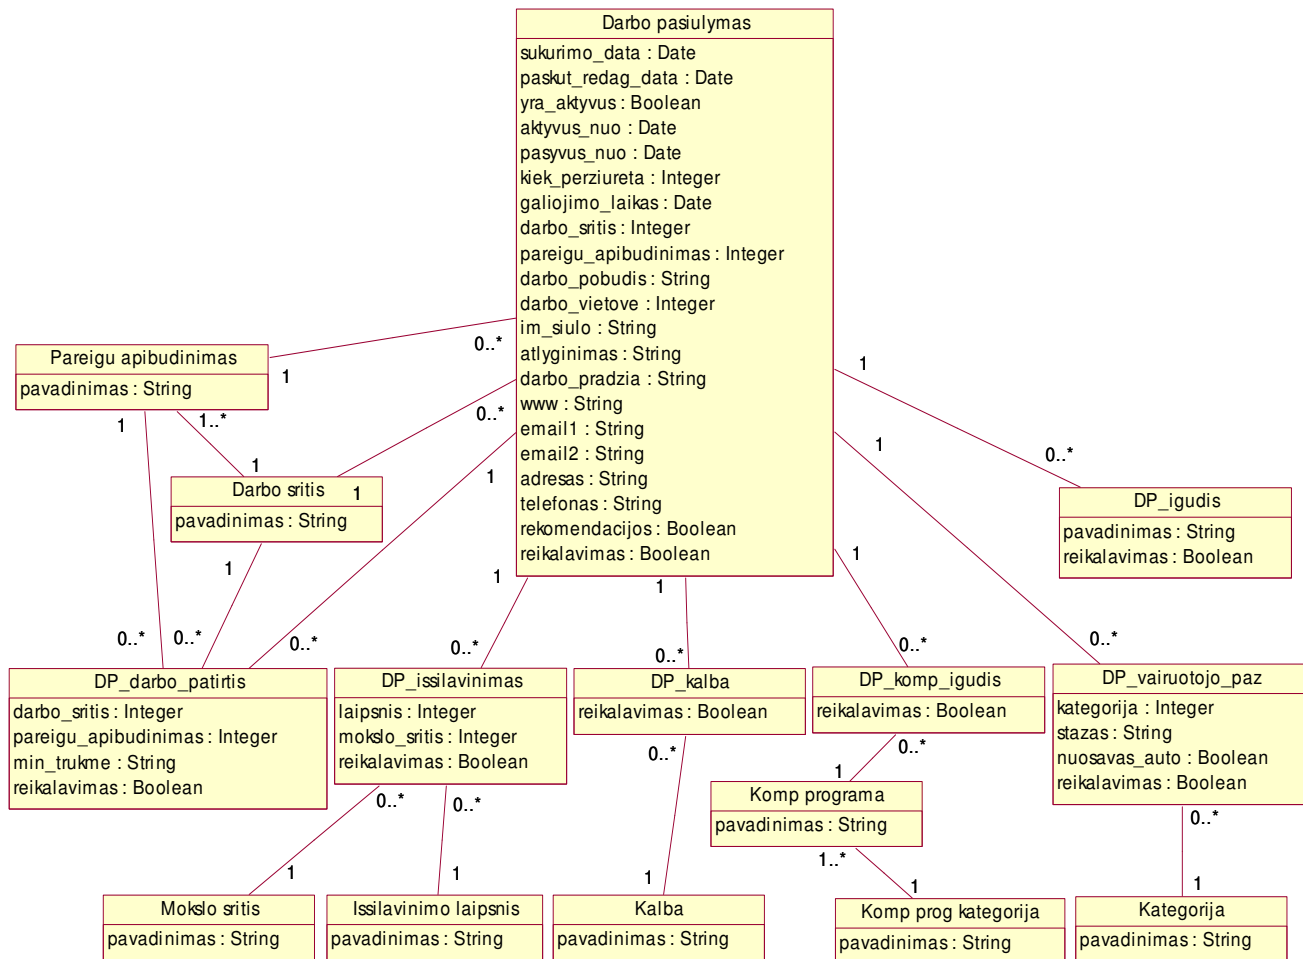 Darbo pasiulymas
sukurimo_data : Date
paskut_redag_data : Date
yra_aktyvus : Boolean
aktyvus_nuo : Date
pasyvus_nuo : Date
kiek_perziureta : Integer
galiojimo_laikas : Date
darbo_sritis : Integer
pareigu_apibudinimas : Integer
darbo_pobudis : String
darbo_vietove : Integer
im_siulo : String
atlyginimas : String
darbo_pradzia : String
www : String
email1 : String
email2 : String
adresas : String
telefonas : String
rekomendacijos : Boolean
reikalavimas : Boolean
0..*
1
Pareigu apibudinimas
pavadinimas : String
1
1..*
0..*
1
1
1
1
0..*
Darbo sritis
1
pavadinimas : String
DP_igudis
pavadinimas : String
reikalavimas : Boolean
1
1
1
1
0..*
0..*
0..*
0..*
0..*
0..*
0..*
DP_darbo_patirtis
darbo_sritis : Integer
pareigu_apibudinimas : Integer
min_trukme : String
reikalavimas : Boolean
DP_issilavinimas
laipsnis : Integer
mokslo_sritis : Integer
reikalavimas : Boolean
DP_kalba
reikalavimas : Boolean
DP_komp_igudis
reikalavimas : Boolean
DP_vairuotojo_paz
kategorija : Integer
stazas : String
nuosavas_auto : Boolean
reikalavimas : Boolean
0..*
0..*
1
Komp programa
pavadinimas : String
0..*
0..*
0..*
1..*
1
1
1
1
1
Mokslo sritis
pavadinimas : String
Issilavinimo laipsnis
pavadinimas : String
Kalba
pavadinimas : String
Komp prog kategorija
pavadinimas : String
Kategorija
pavadinimas : String